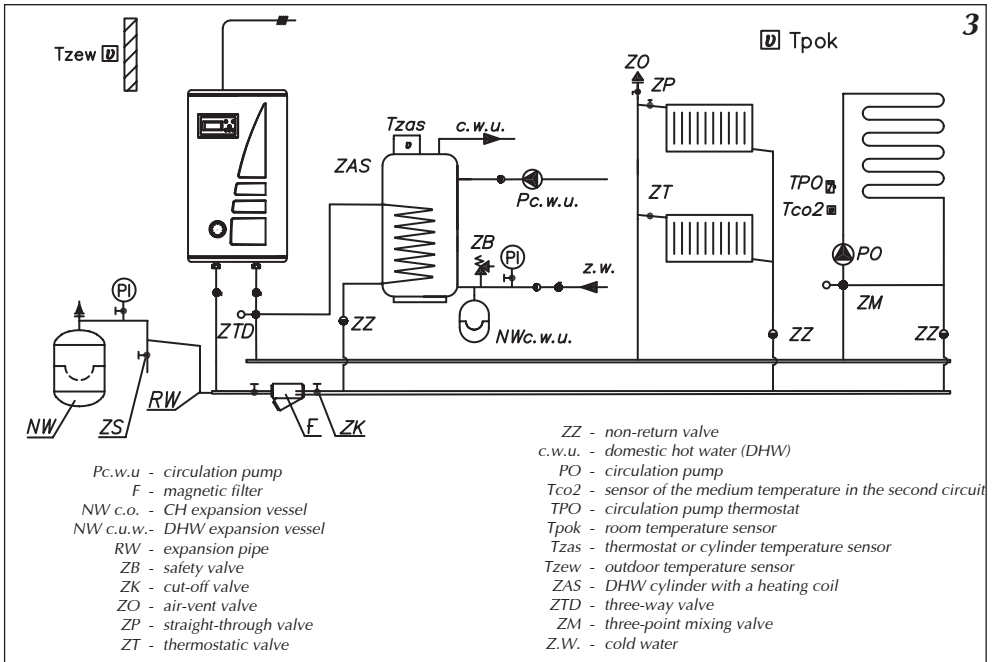 3
Tzew υ
υ Tpok
ZO
ZP
Tzas
υ
c.w.u.
ZAS
Pc.w.u.
ZT
TPO
Tco2
ZB
PI
z.w.
PO
PI
ZTD
ZZ
NWc.w.u.
ZM
ZZ
ZZ
NW
ZS
RW
F
ZK
Pc.w.u - circulation pump
F - magnetic filter
NW c.o. - CH expansion vessel
NW c.u.w.- DHW expansion vessel
RW - expansion pipe
ZB - safety valve
ZK - cut-off valve
ZO - air-vent valve
ZP - straight-through valve
ZT - thermostatic valve
ZZ - non-return valve
c.w.u. - domestic hot water (DHW)
PO - circulation pump
Tco2 - sensor of the medium temperature in the second circuit
TPO - circulation pump thermostat
Tpok - room temperature sensor
Tzas - thermostat or cylinder temperature sensor
Tzew - outdoor temperature sensor
ZAS - DHW cylinder with a heating coil
ZTD - three-way valve
ZM - three-point mixing valve
Z.W. - cold water